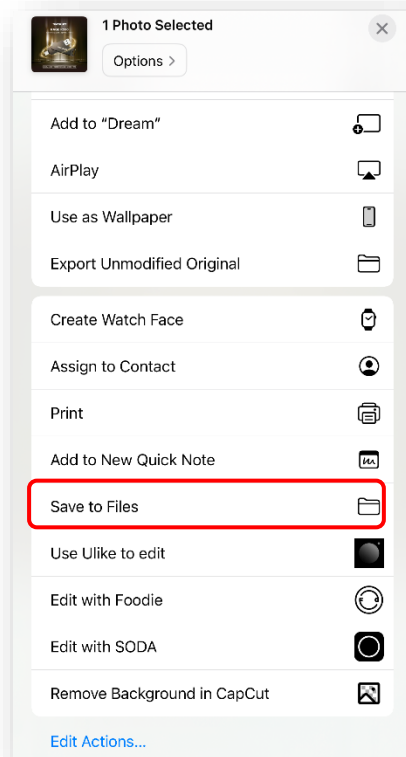 1 Photo Selected
Options >
Add to “Dream”
AirPlay
Use as Wallpaper
Export Unmodified Original
Create Watch Face
Assign to Contact
Print
Add to New Quick Note
Save to Files
Use Ulike to edit
Edit with Foodie
Edit with SODA
Remove Background in CapCut
Edit Actions...